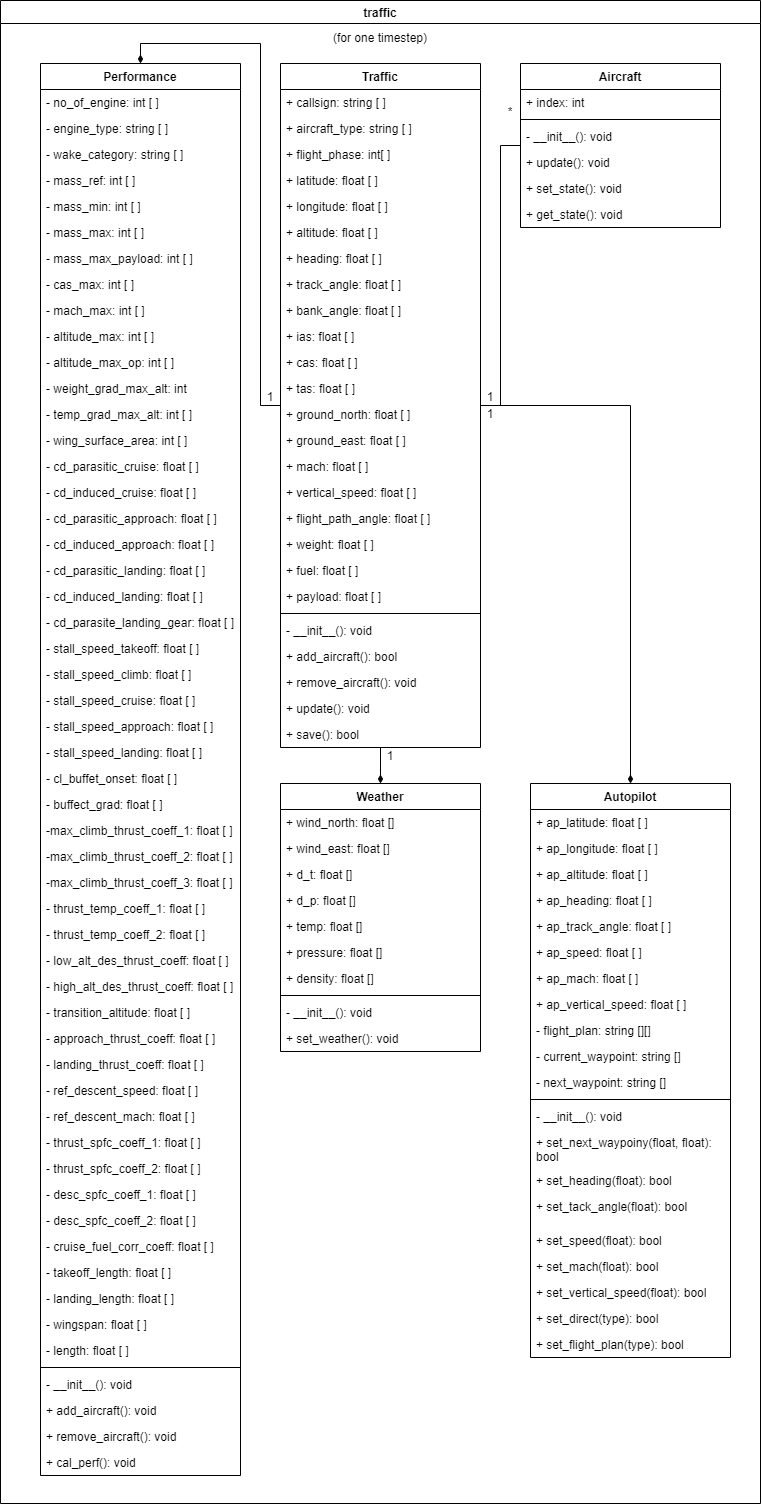 traffic
(for one timestep)
Performance
- no_of_engine: int [ ]
- engine_type: string [ ]
- wake_category: string [ ]
- mass_ref: int [ ]
- mass_min: int [ ]
- mass_max: int [ ]
- mass_max_payload: int [ ]
- cas_max: int [ ]
- mach_max: int [ ]
- altitude_max: int [ ]
- altitude_max_op: int [ ]
- weight_grad_max_alt: int
- temp_grad_max_alt: int [ ]
- wing_surface_area: int [ ]
- cd_parasitic_cruise: float [ ]
- cd_induced_cruise: float [ ]
- cd_parasitic_approach: float [ ]
- cd_induced_approach: float [ ]
- cd_parasitic_landing: float [ ]
- cd_induced_landing: float [ ]
- cd_parasite_landing_gear: float [ ]
- stall_speed_takeoff: float [ ]
- stall_speed_climb: float [ ]
- stall_speed_cruise: float [ ]
- stall_speed_approach: float [ ]
- stall_speed_landing: float [ ]
- cl_buffet_onset: float [ ]
- buffect_grad: float [ ]
-max_climb_thrust_coeff_1: float [ ]
-max_climb_thrust_coeff_2: float [ ]
-max_climb_thrust_coeff_3: float [ ]
- thrust_temp_coeff_1: float [ ]
- thrust_temp_coeff_2: float [ ]
- low_alt_des_thrust_coeff: float [ ]
- high_alt_des_thrust_coeff: float [ ]
- transition_altitude: float [ ]
- approach_thrust_coeff: float [ ]
- landing_thrust_coeff: float [ ]
- ref_descent_speed: float [ ]
- ref_descent_mach: float [ ]
- thrust_spfc_coeff_1: float [ ]
- thrust_spfc_coeff_2: float [ ]
- desc_spfc_coeff_1: float [ ]
- desc_spfc_coeff_2: float [ ]
- cruise_fuel_corr_coeff: float [ ]
- takeoff_length: float [ ]
- landing_length: float [ ]
- wingspan: float [ ]
- length: float [ ]
- __init__(): void
+ add_aircraft(): void
+ remove_aircraft(): void
+ cal_perf(): void
1
Traffic
+ callsign: string [ ]
+ aircraft_type: string [ ]
+ flight_phase: int[ ]
+ latitude: float [ ]
+ longitude: float [ ]
+ altitude: float [ ]
+ heading: float [ ]
+ track_angle: float [ ]
+ bank_angle: float [ ]
+ ias: float [ ]
+ cas: float [ ]
+ tas: float [ ]
+ ground_north: float [ ]
+ ground_east: float [ ]
+ mach: float [ ]
+ vertical_speed: float [ ]
+ flight_path_angle: float [ ]
+ weight: float [ ]
+ fuel: float [ ]
+ payload: float [ ]
- __init__(): void
+ add_aircraft(): bool
+ remove_aircraft(): void
+ update(): void
+ save(): bool
1
1
1
*
Aircraft
+ index: int
- __init__(): void
+ update(): void
+ set_state(): void
+ get_state(): void
Weather
+ wind_north: float []
+ wind_east: float []
+ d_t: float []
+ d_p: float []
+ temp: float []
+ pressure: float []
+ density: float []
- __init__(): void
+ set_weather(): void
Autopilot
+ ap_latitude: float [ ]
+ ap_longitude: float [ ]
+ ap_altitude: float [ ]
+ ap_heading: float [ ]
+ ap_track_angle: float [ ]
+ ap_speed: float [ ]
+ ap_mach: float [ ]
+ ap_vertical_speed: float [ ]
- flight_plan: string [][]
- current_waypoint: string []
- next_waypoint: string []
- __init__(): void
+ set_next_waypoiny(float, float):
bool
+ set_heading(float): bool
+ set_tack_angle(float): bool
+ set_speed(float): bool
+ set_mach(float): bool
+ set_vertical_speed(float): bool
+ set_direct(type): bool
+ set_flight_plan(type): bool